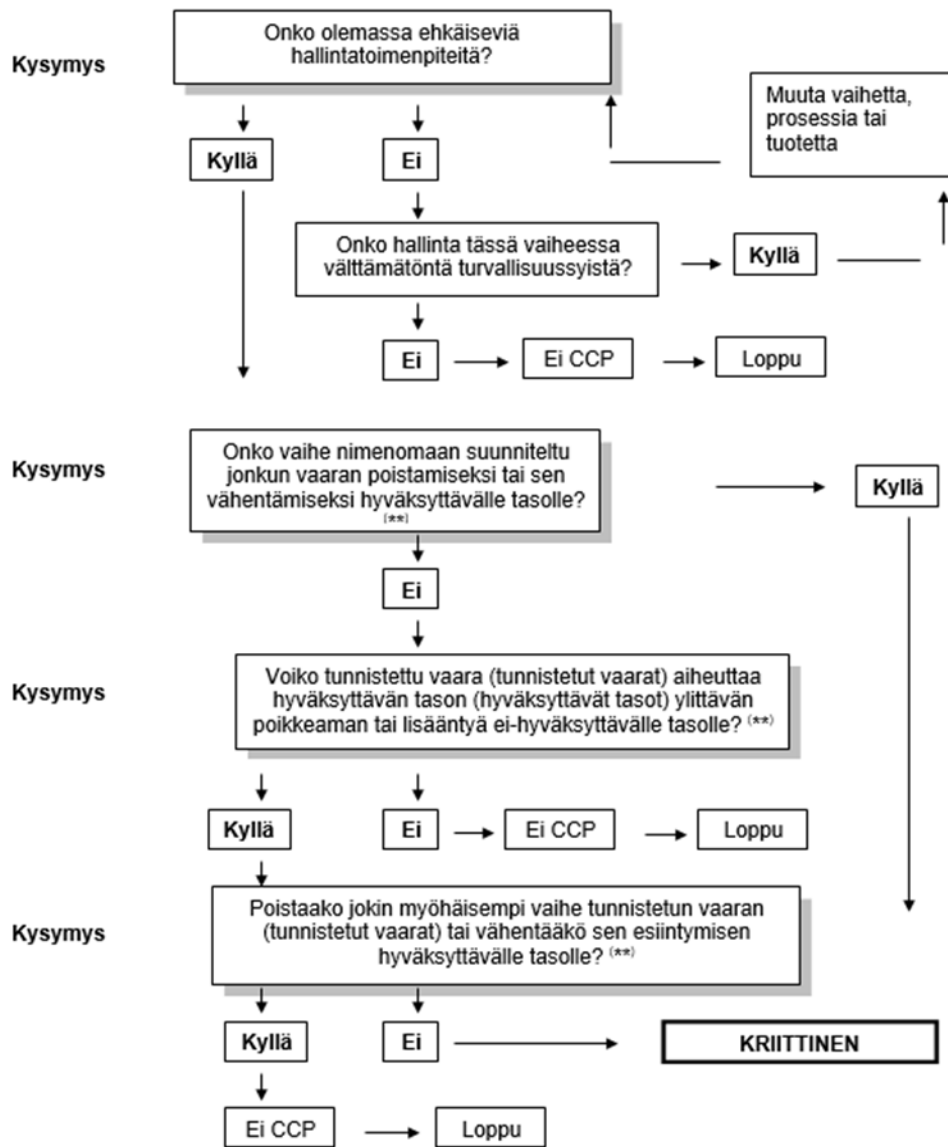 Onko olemassa ehkäiseviä
hallintatoimenpiteitä?
Kysymys
Muuta vaihetta,
prosessia tai
tuotetta
Kyllä
Ei
Onko hallinta tässä vaiheessa
välttämätöntä turvallisuussyistä?
Kyllä
Ei
Ei CCP
Loppu
Kysymys
Onko vaihe nimenomaan suunniteltu
jonkun vaaran poistamiseksi tai sen
vähentämiseksi hyväksyttävälle tasolle?
(**)
Kyllä
Ei
Kysymys
Voiko tunnistettu vaara (tunnistetut vaarat) aiheuttaa
hyväksyttävän tason (hyväksyttävät tasot) ylittävän
poikkeaman tai lisääntyä ei-hyväksyttävälle tasolle? (**)
Kyllä
Ei
Ei CCP
Loppu
Kysymys
Poistaako jokin myöhäisempi vaihe tunnistetun vaaran
(tunnistetut vaarat) tai vähentääkö sen esiintymisen
hyväksyttävälle tasolle? (**)
Kyllä
Ei
KRIITTINEN
Ei CCP
Loppu